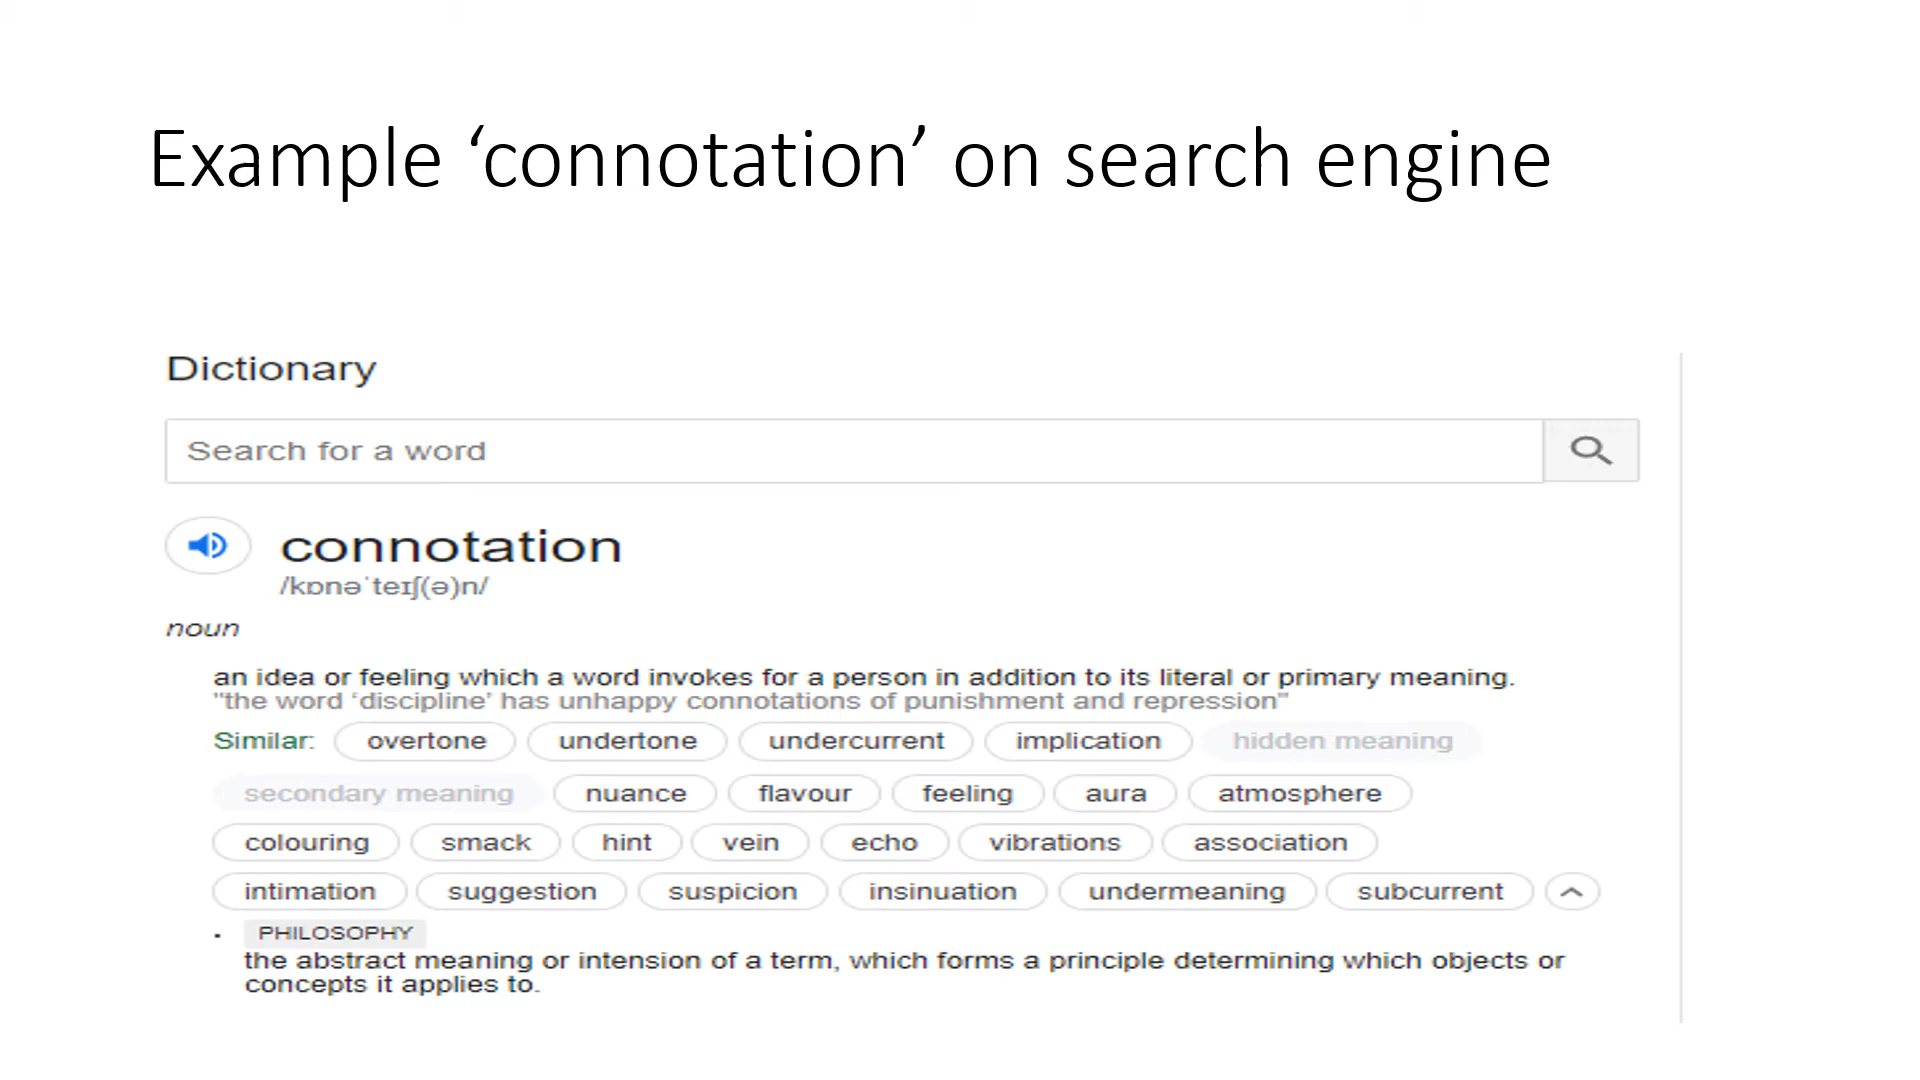 Example ‘connotation’ on search engine
Dictionary
Search for a word
connotation
/kɒnəˈteɪʃ(ə)n/
noun
an idea or feeling which a word invokes for a person in addition to its literal or primary meaning.
"the word ‘discipline’ has unhappy connotations of punishment and repression"
Similar: overtone undertone undercurrent implication hidden meaning
secondary meaning nuance flavour feeling aura atmosphere
colouring smack hint vein echo vibrations association
intimation suggestion suspicion insinuation undermeaning subcurrent
• PHILOSOPHY
the abstract meaning or intension of a term, which forms a principle determining which objects or
concepts it applies to.